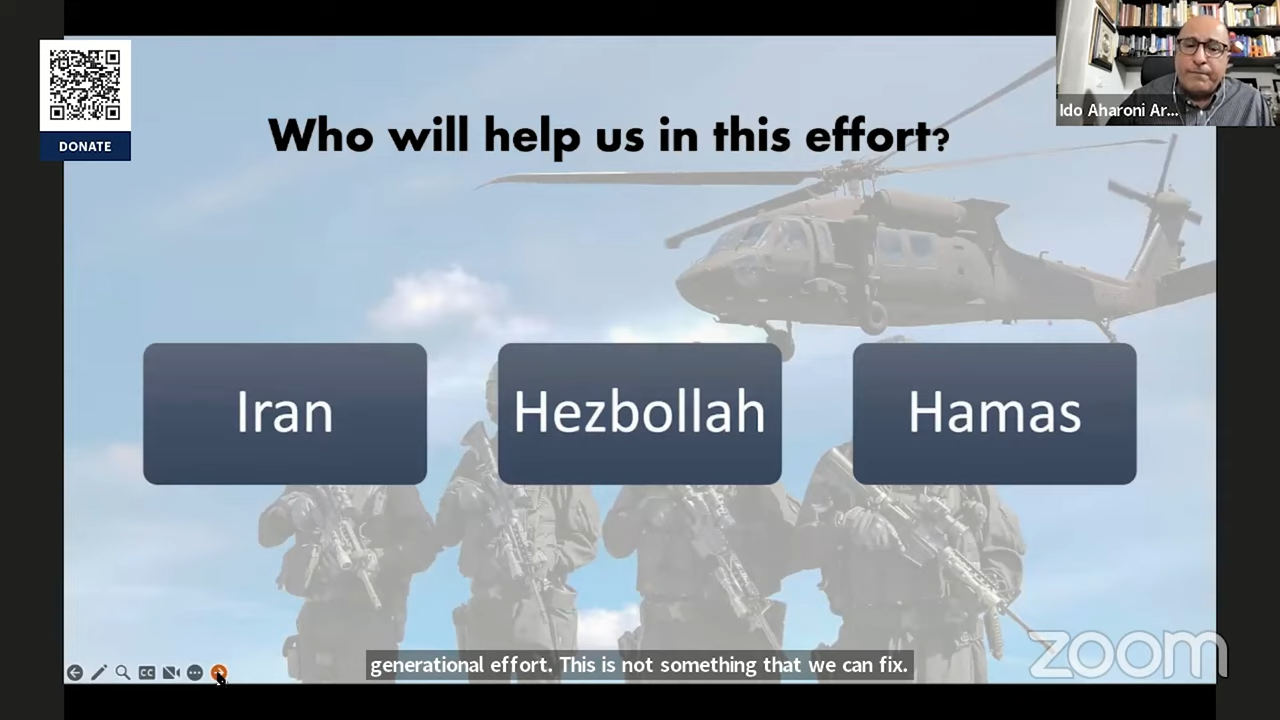 DONATE
Ido Aharoni Ar...
Who will help us in this effort?
Iran
Hezbollah
Hamas
CC
generational effort. This is not something that we can fix.
zoom